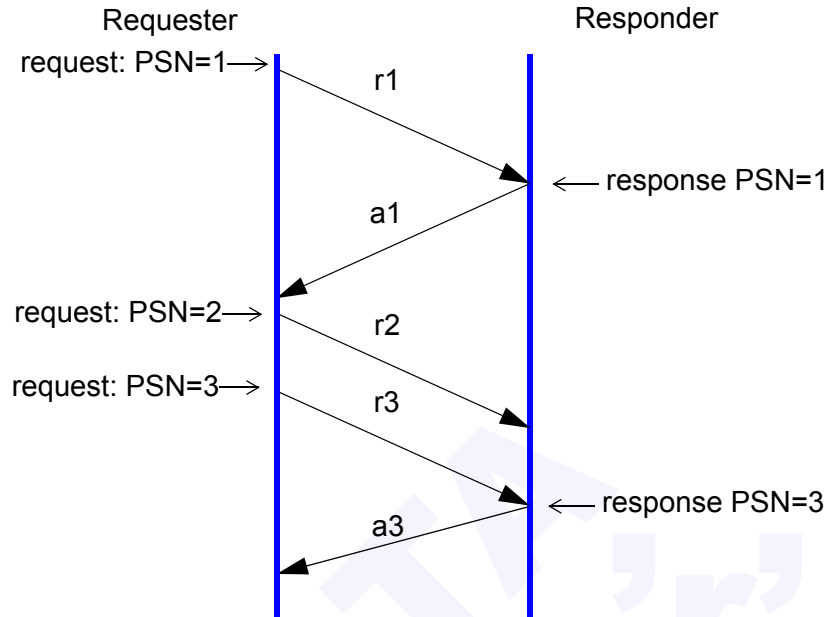 Requester
Responder
request: PSN=1
r1
response PSN=1
a1
request: PSN=2
r2
request: PSN=3
r3
response PSN=3
a3
TA
’r’